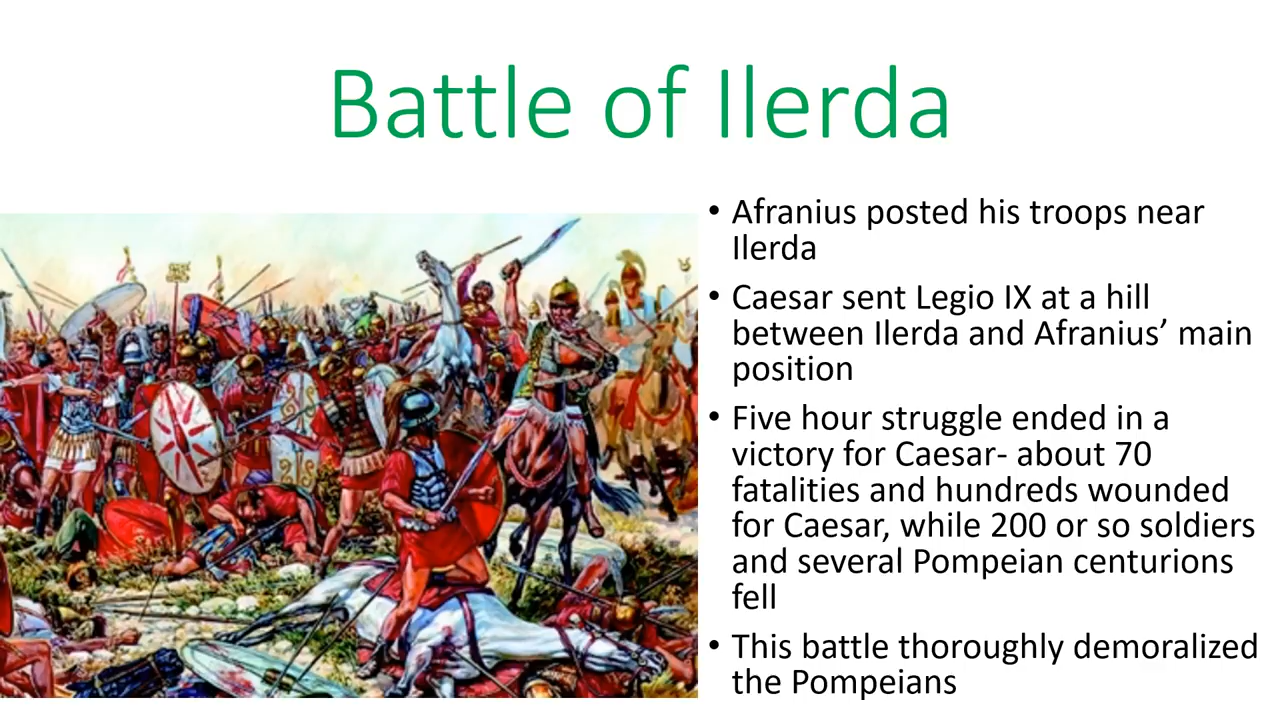 Battle of Ilerda
• Afranius posted his troops near
Ilerda
• Caesar sent Legio IX at a hill
between Ilerda and Afranius’ main
position
• Five hour struggle ended in a
victory for Caesar- about 70
fatalities and hundreds wounded
for Caesar, while 200 or so soldiers
and several Pompeian centurions
fell
• This battle thoroughly demoralized
the Pompeians